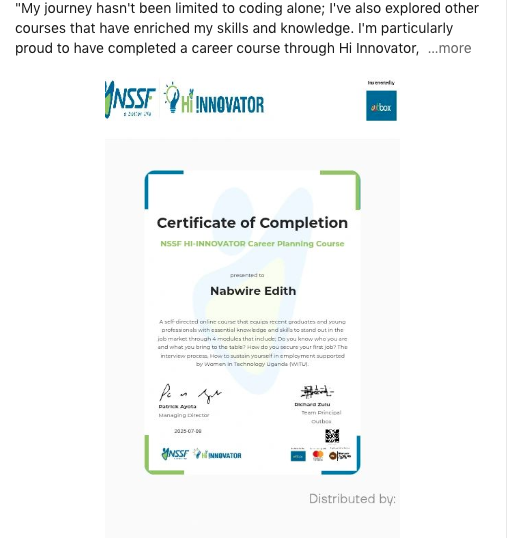 "My journey hasn't been limited to coding alone; I've also explored other
courses that have enriched my skills and knowledge. I'm particularly
proud to have completed a career course through Hi Innovator, ...more
NSSF Hi !NNOVATOR
a better life
outbox
Certificate of Completion
NSSF HI-INNOVATOR Career Planning Course
presented to
Nabwire Edith
A self-directed online course that equips recent graduates and young
professionals with essential knowledge and skills to stand out in the
job market through 4 modules that include; Do you know who you are
and what you bring to the table? How do you secure your first job? The
interview process, How to sustain yourself in employment supported
by Women in Technology Uganda (WITU).
Patrick Ayota
Managing Director
2025-07-08
Richard Zulu
Team Principal
Outbox
NSSF Hi !NNOVATOR
Distributed by: